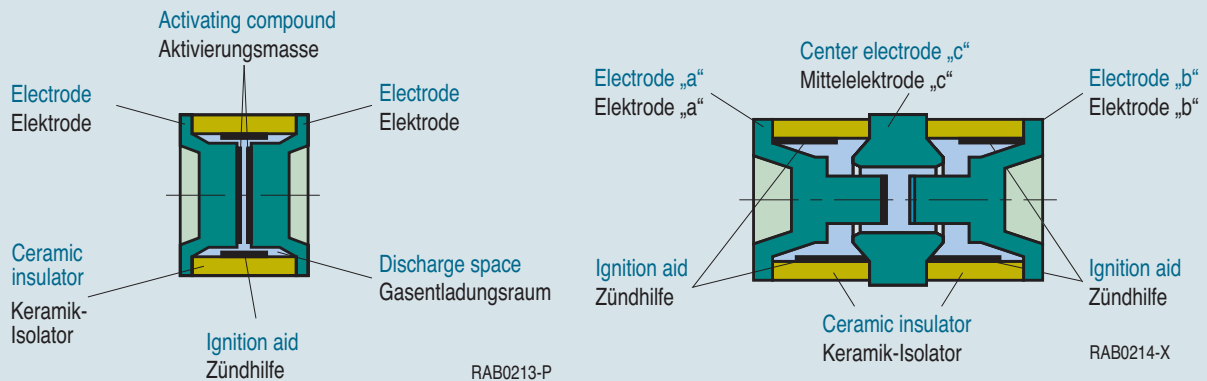 Activating compound
Aktivierungsmasse
Electrode
Elektrode
Electrode
Elektrode
Ceramic
insulator
Keramik-
Isolator
Discharge space
Gasentladungsraum
Ignition aid
Zündhilfe
RAB0213-P
Center electrode „c“
Mittelelektrode „c“
Electrode „a“
Elektrode „a“
Electrode „b“
Elektrode „b“
Ignition aid
Zündhilfe
Ignition aid
Zündhilfe
Ceramic insulator
Keramik-Isolator
RAB0214-X